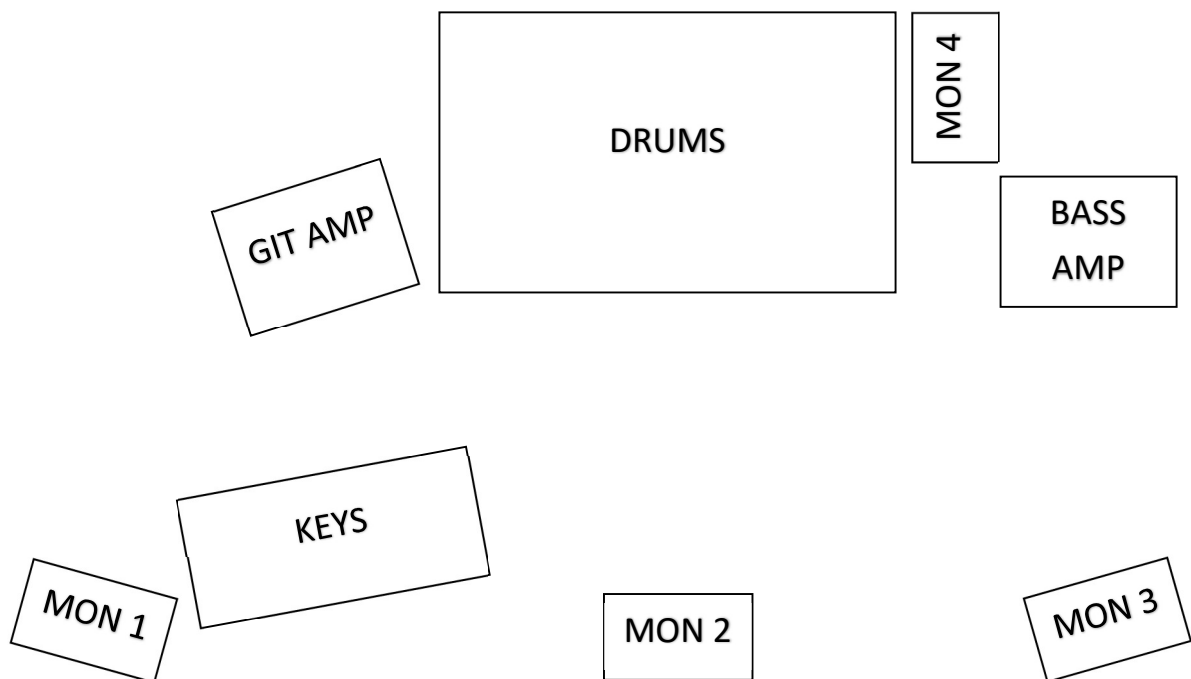 MON 4
DRUMS
GIT AMP
BASS
AMP
KEYS
MON 1
MON 2
MON 3